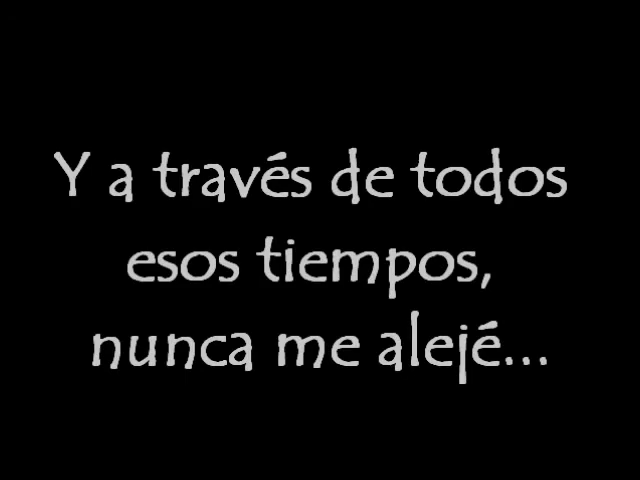 Y a través de todos
esos tiempos,
nunca me alejé...